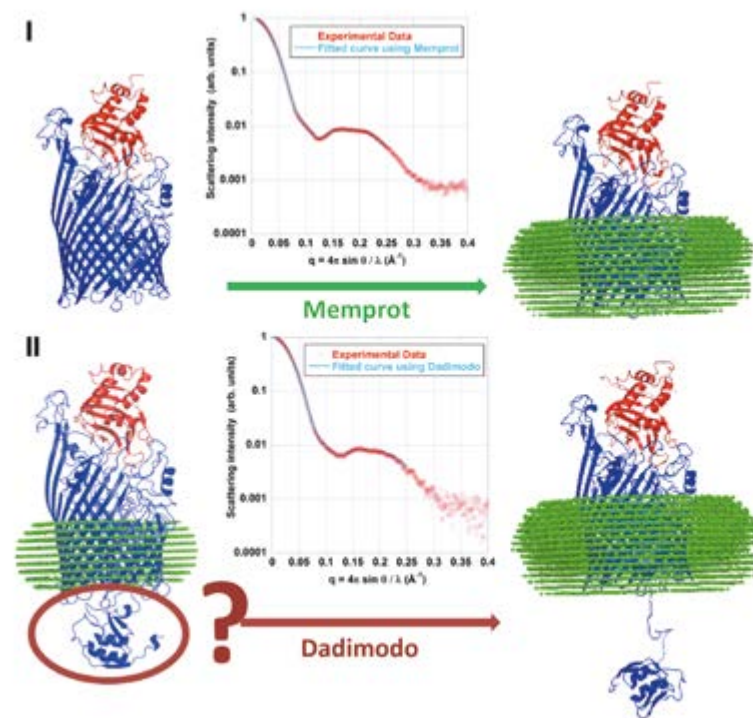 I
Experimental Data
Fitted curve using Memprot
Scattering intensity (arb. units)
1
0.1
0.01
0.001
0.0001
0 0.05 0.1 0.15 0.2 0.25 0.3 0.35 0.4
q = 4π sin θ / λ (Å⁻¹)
Memprot
II
Experimental Data
Fitted curve using Dadimodo
Scattering intensity (arb. units)
1
0.1
0.01
0.001
0.0001
0 0.05 0.1 0.15 0.2 0.25 0.3 0.35 0.4
q = 4π sin θ / λ (Å⁻¹)
?
Dadimodo